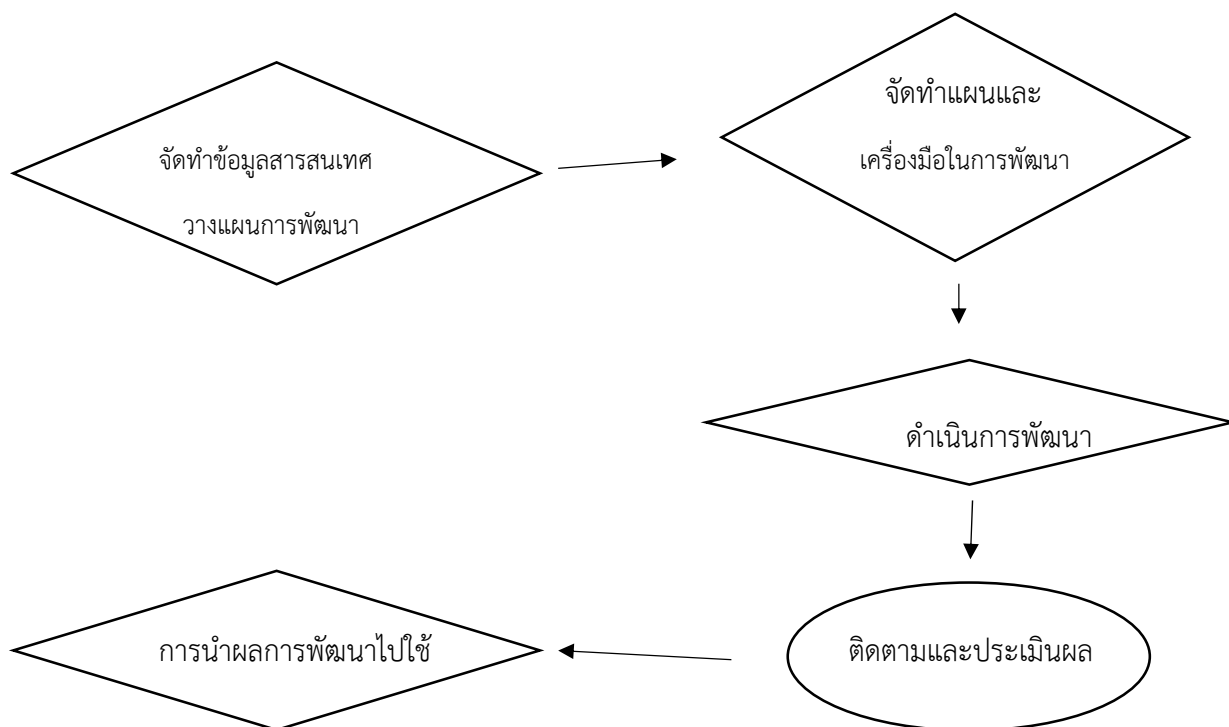 จัดทำข้อมูลสารสนเทศ
วางแผนการพัฒนา
จัดทำแผนและ
เครื่องมือในการพัฒนา
ดำเนินการพัฒนา
ติดตามและประเมินผล
การนำผลการพัฒนาไปใช้